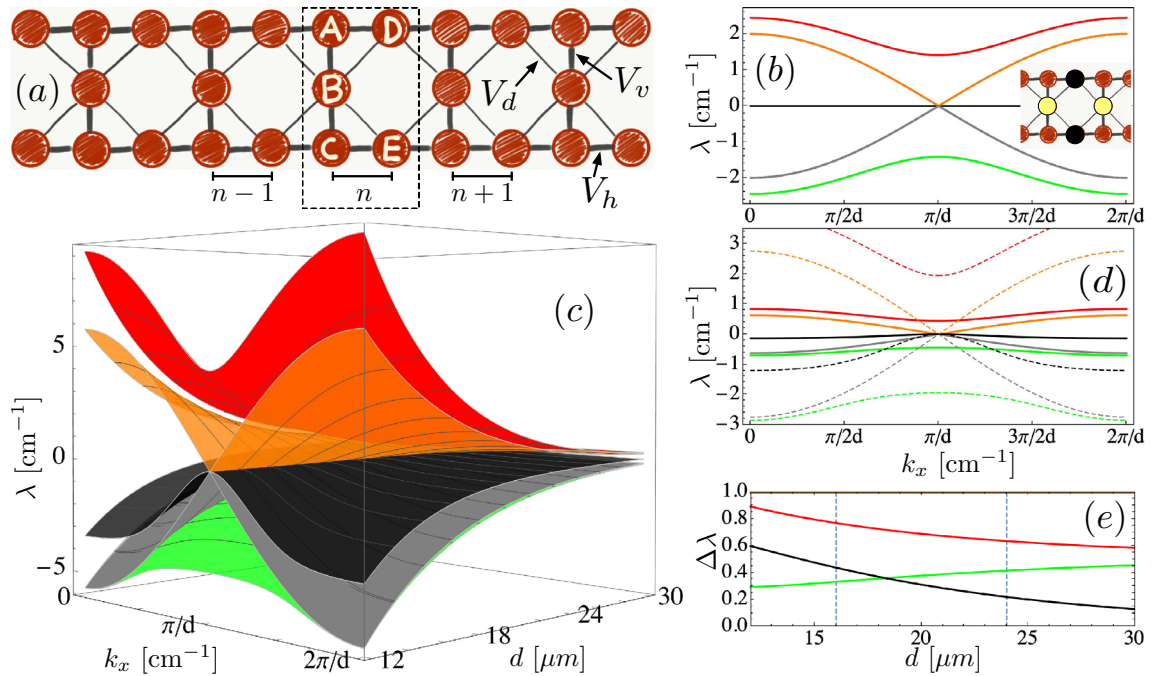 (a)
A D
B
C E
V_d
V_v
n − 1
n
n + 1
V_h
(b)
λ [cm⁻¹]
2
1
0
-1
-2
0 π/2d π/d 3π/2d 2π/d
(c)
λ [cm⁻¹]
5
0
−5
0
π/d
2π/d
k_x [cm⁻¹]
12
18
24
30
d [μm]
(d)
λ [cm⁻¹]
3
2
1
0
-1
-2
-3
0 π/2d π/d 3π/2d 2π/d
k_x [cm⁻¹]
(e)
Δλ
1.0
0.8
0.6
0.4
0.2
0.0
15 20 25 30
d [μm]